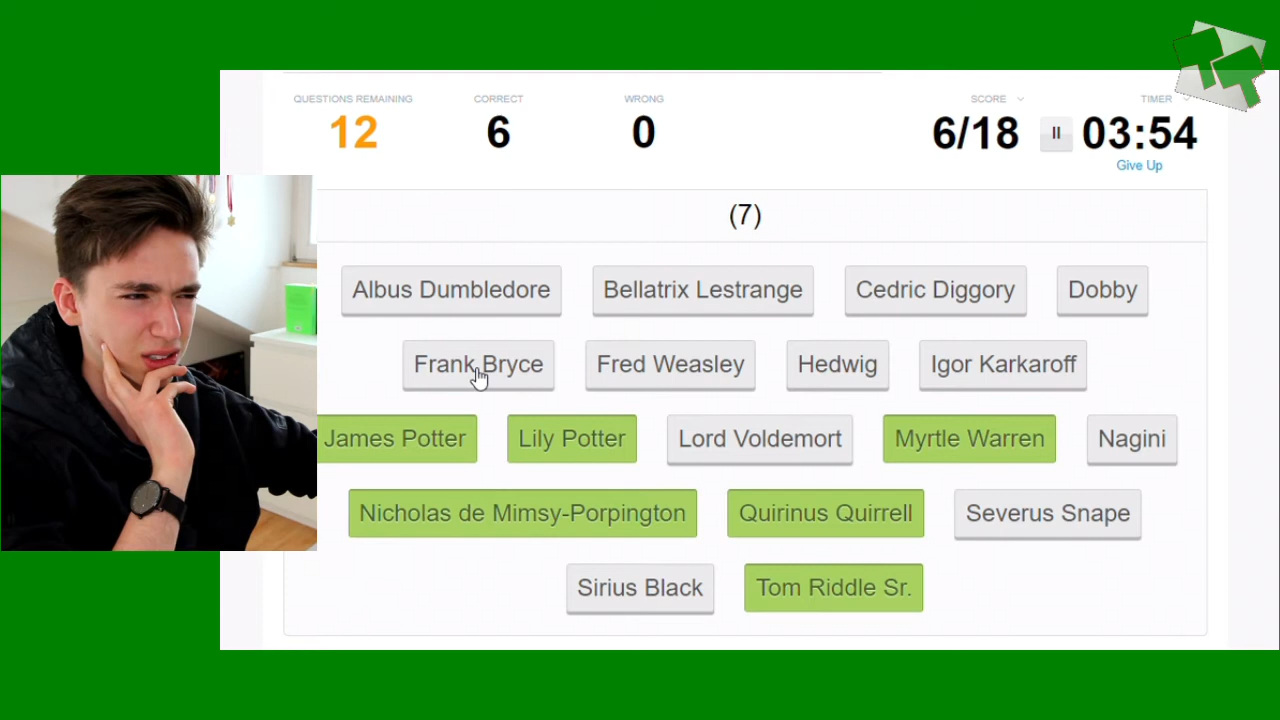 QUESTIONS REMAINING CORRECT WRONG SCORE TIMER
12 6 0 6/18 03:54
Give Up
(7)
Albus Dumbledore Bellatrix Lestrange Cedric Diggory Dobby
Frank Bryce Fred Weasley Hedwig Igor Karkaroff
James Potter Lily Potter Lord Voldemort Myrtle Warren Nagini
Nicholas de Mimsy-Porpington Quirinus Quirrell Severus Snape
Sirius Black Tom Riddle Sr.